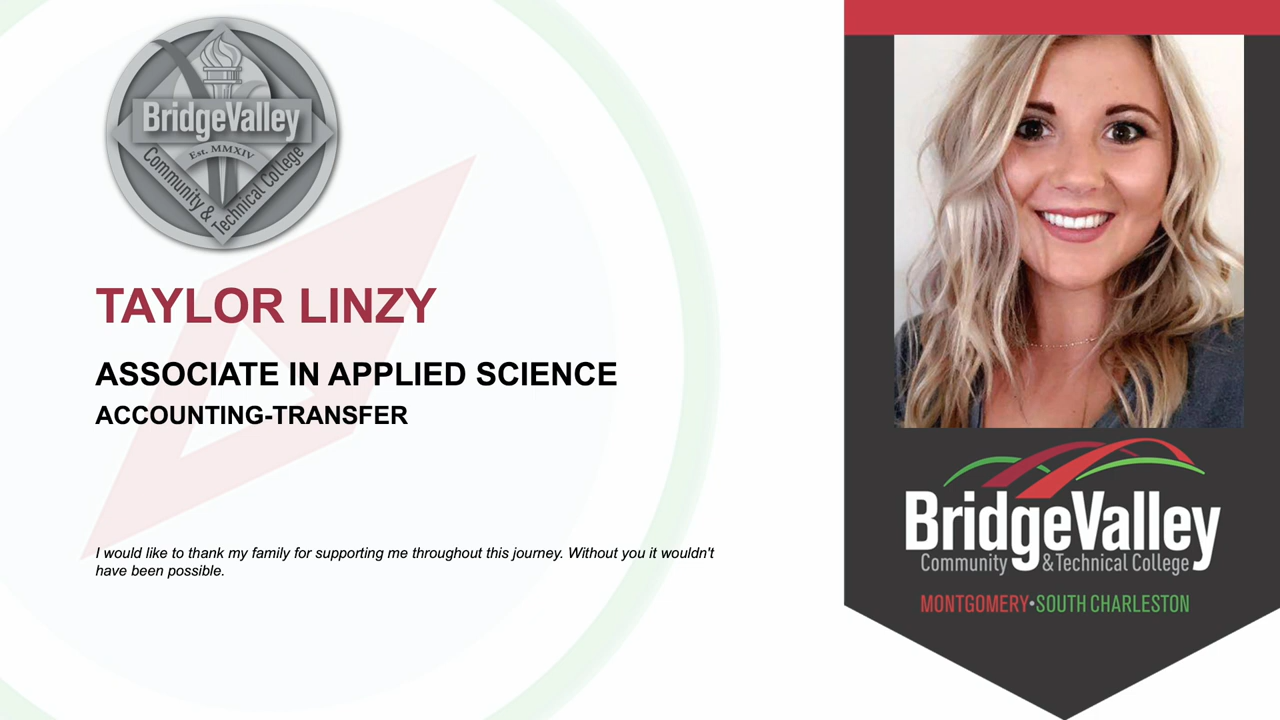 BridgeValley
Est. MMXIV
Community & Technical College
TAYLOR LINZY
ASSOCIATE IN APPLIED SCIENCE
ACCOUNTING-TRANSFER
I would like to thank my family for supporting me throughout this journey. Without you it wouldn't
have been possible.
BridgeValley
Community & Technical College
MONTGOMERY•SOUTH CHARLESTON